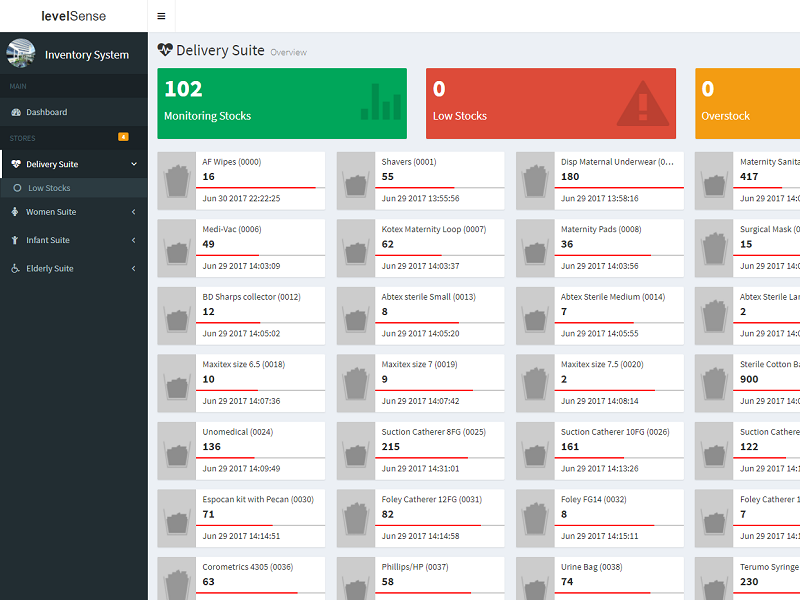 levelSense
Inventory System
MAIN
Dashboard
STORES
Delivery Suite
Low Stocks
Women Suite
Infant Suite
Elderly Suite
Delivery Suite Overview
102
Monitoring Stocks
0
Low Stocks
0
Overstock
AF Wipes (0000)
16
Jun 30 2017 22:22:25
Shavers (0001)
55
Jun 29 2017 13:55:56
Disp Maternal Underwear (0...
180
Jun 29 2017 13:58:16
Maternity Sanita
417
Jun 29 2017 14:0
Medi-Vac (0006)
49
Jun 29 2017 14:03:09
Kotex Maternity Loop (0007)
62
Jun 29 2017 14:03:37
Maternity Pads (0008)
36
Jun 29 2017 14:03:56
Surgical Mask (0
15
Jun 29 2017 14:0
BD Sharps collector (0012)
12
Jun 29 2017 14:05:02
Abtex sterile Small (0013)
8
Jun 29 2017 14:05:20
Abtex Sterile Medium (0014)
7
Jun 29 2017 14:05:55
Abtex Sterile Lar
2
Jun 29 2017 14:0
Maxitex size 6.5 (0018)
10
Jun 29 2017 14:07:36
Maxitex size 7 (0019)
9
Jun 29 2017 14:07:42
Maxitex size 7.5 (0020)
2
Jun 29 2017 14:08:14
Sterile Cotton Ba
900
Jun 29 2017 14:0
Unomedical (0024)
136
Jun 29 2017 14:09:49
Suction Catherer 8FG (0025)
215
Jun 29 2017 14:31:01
Suction Catherer 10FG (0026)
161
Jun 29 2017 14:13:26
Suction Catherer
122
Jun 29 2017 14:1
Espocan kit with Pecan (0030)
71
Jun 29 2017 14:14:51
Foley Catherer 12FG (0031)
82
Jun 29 2017 14:14:58
Foley FG14 (0032)
8
Jun 29 2017 14:15:11
Foley Catherer 1
7
Jun 29 2017 14:1
Corometrics 4305 (0036)
63
Phillips/HP (0037)
58
Urine Bag (0038)
74
Terumo Syringe
230